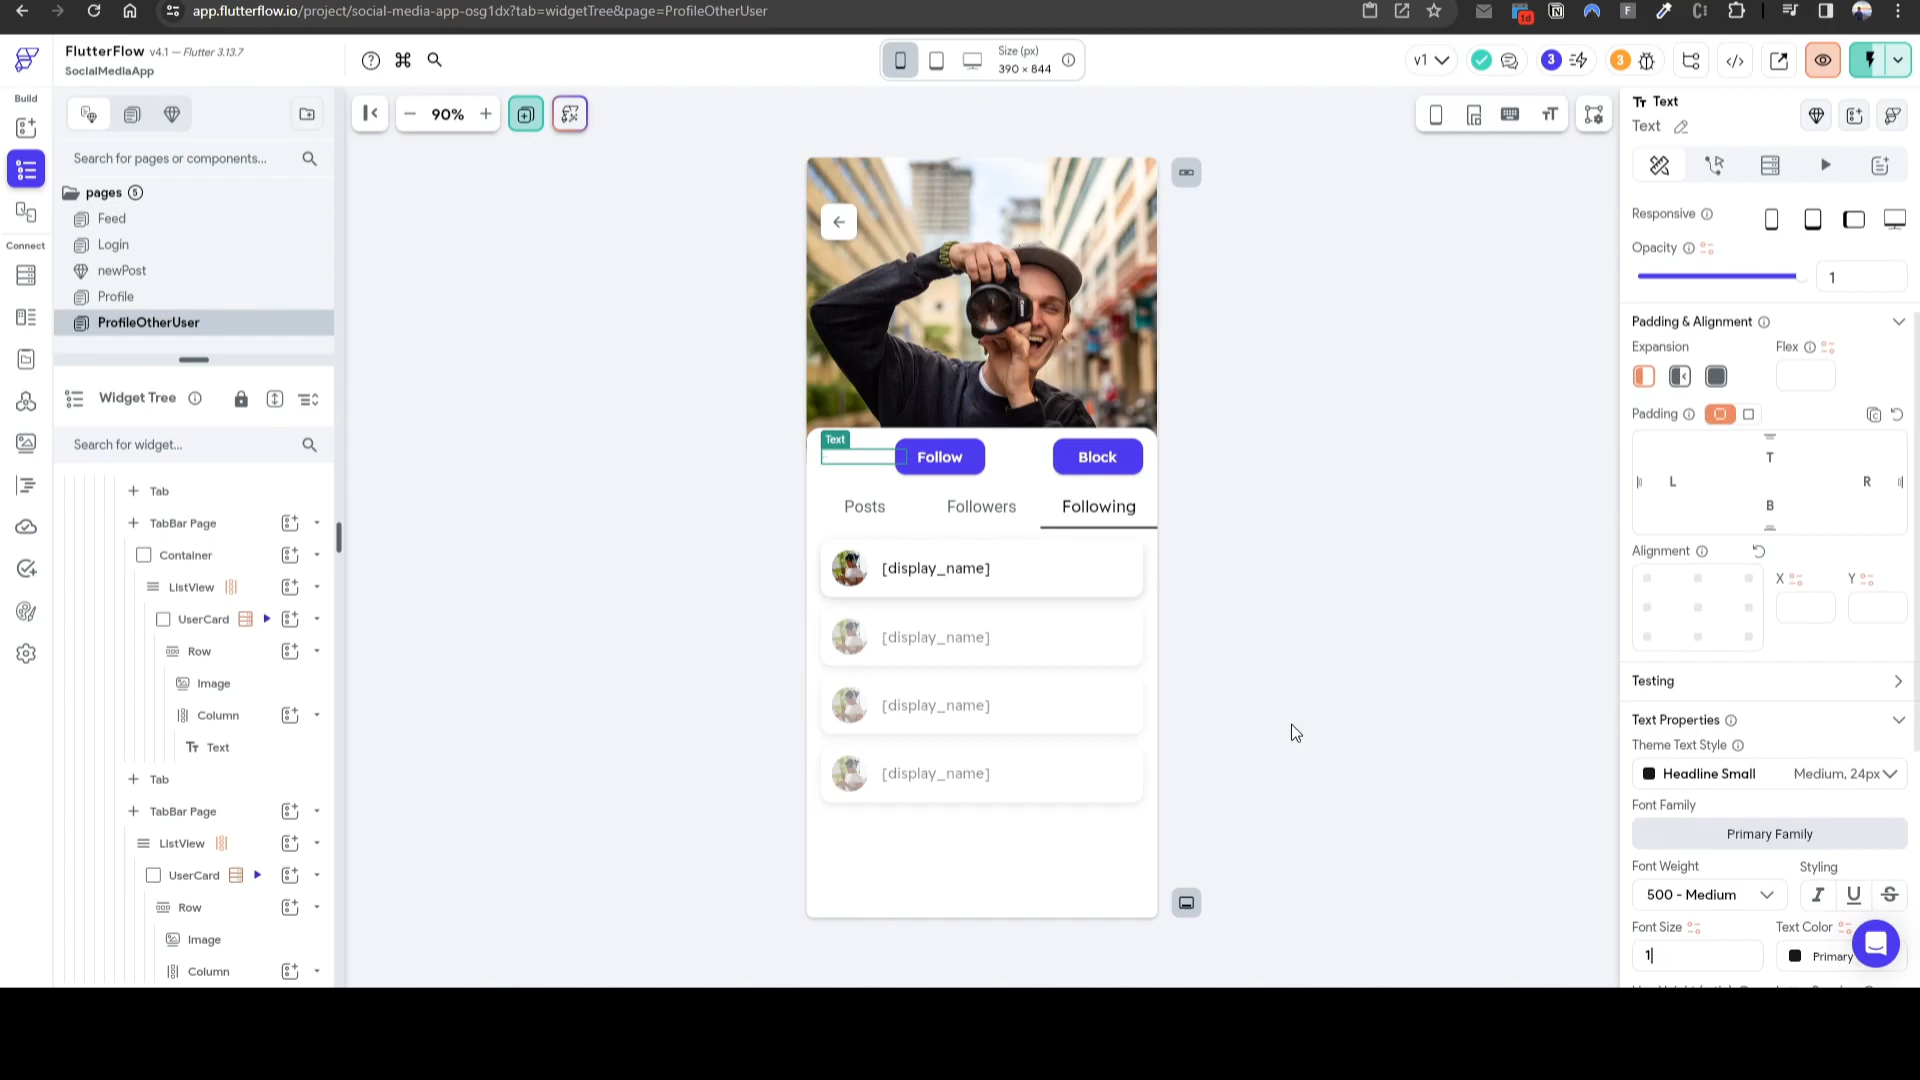 app.flutterflow.io/project/social-media-app-osg1dx?tab=widgetTree&page=ProfileOtherUser
1d
FlutterFlow v4.1 — Flutter 3.13.7
SocialMediaApp
Size (px)
390 × 844
v1
3
3
Build
90%
Text
Text
Search for pages or components...
pages 5
Feed
Login
newPost
Profile
ProfileOtherUser
Connect
Widget Tree
Search for widget...
Tab
TabBar Page
Container
ListView
UserCard
Row
Image
Column
Text
Tab
TabBar Page
ListView
UserCard
Row
Image
Column
Text
Follow
Block
Posts
Followers
Following
[display_name]
[display_name]
[display_name]
[display_name]
Responsive
Opacity
1
Padding & Alignment
Expansion
Flex
Padding
T
L
R
B
Alignment
X
Y
Testing
Text Properties
Theme Text Style
Headline Small
Medium, 24px
Font Family
Primary Family
Font Weight
Styling
500 - Medium
Font Size
Text Color
1
Primary